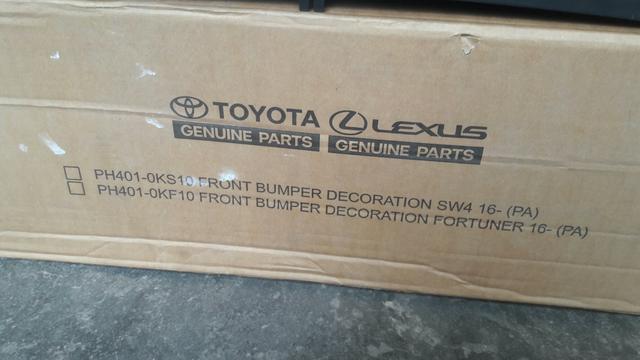 TOYOTA LEXUS
GENUINE PARTS GENUINE PARTS
PH401-0KS10 FRONT BUMPER DECORATION SW4 16- (PA)
PH401-0KF10 FRONT BUMPER DECORATION FORTUNER 16- (PA)